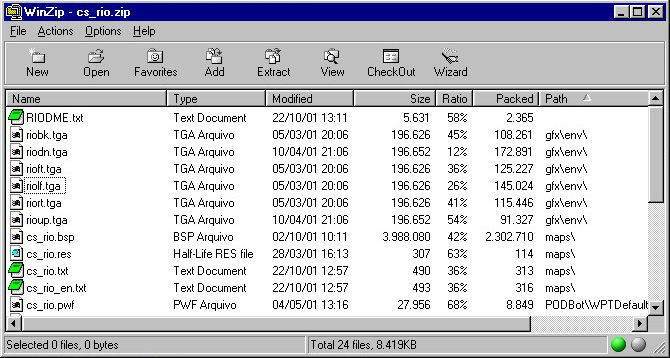 WinZip - cs_rio.zip
File Actions Options Help
New Open Favorites Add Extract View CheckOut Wizard
Name Type Modified Size Ratio Packed Path
RIODME.txt Text Document 22/10/01 13:11 5.631 58% 2.365
riobk.tga TGA Arquivo 05/03/01 20:06 196.626 45% 108.261 gfx\env\
riodn.tga TGA Arquivo 10/04/01 21:06 196.652 12% 172.891 gfx\env\
rioft.tga TGA Arquivo 05/03/01 20:06 196.626 36% 125.227 gfx\env\
riolf.tga TGA Arquivo 05/03/01 20:06 196.626 26% 145.024 gfx\env\
riort.tga TGA Arquivo 05/03/01 20:06 196.626 41% 115.446 gfx\env\
rioup.tga TGA Arquivo 10/04/01 21:06 196.652 54% 91.327 gfx\env\
cs_rio.bsp BSP Arquivo 02/10/01 10:11 3.988.080 42% 2.302.710 maps\
cs_rio.res Half-Life RES file 28/03/01 16:13 307 63% 114 maps\
cs_rio.txt Text Document 22/10/01 12:57 490 36% 313 maps\
cs_rio_en.txt Text Document 22/10/01 12:57 493 36% 316 maps\
cs_rio.pwf PWF Arquivo 04/05/01 13:16 27.956 68% 8.849 PODBot\WPTDefault
Selected 0 files, 0 bytes Total 24 files, 8.419KB